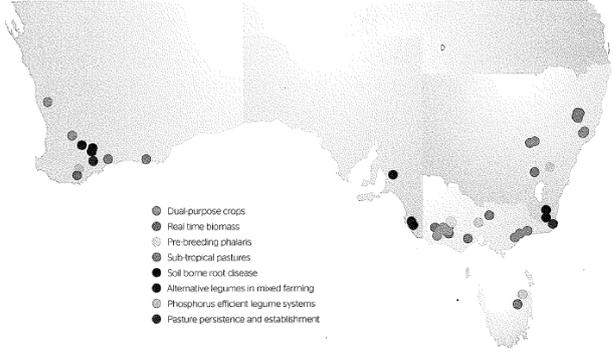 Dual-purpose crops
Real time biomass
Pre-breeding phalaris
Sub-tropical pastures
Soil borne root disease
Alternative legumes in mixed farming
Phosphorus efficient legume systems
Pasture persistence and establishment